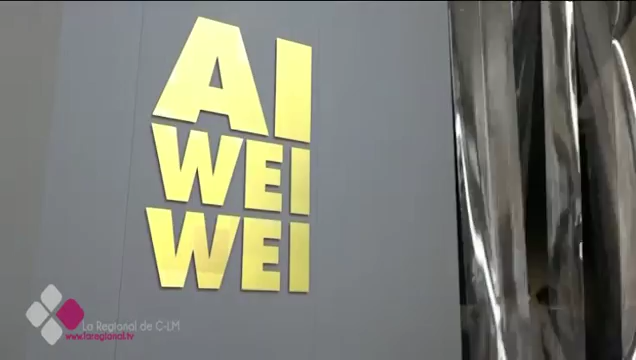 AI
WEI
WEI
La Regional de C-LM
www.laregional.tv